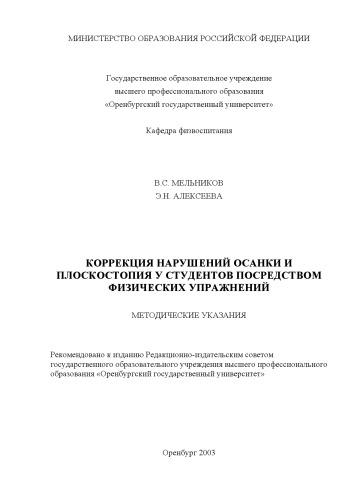 МИНИСТЕРСТВО ОБРАЗОВАНИЯ РОССИЙСКОЙ ФЕДЕРАЦИИ
Государственное образовательное учреждение
высшего профессионального образования
«Оренбургский государственный университет»
Кафедра физвоспитания
В.С. МЕЛЬНИКОВ
Э.Н. АЛЕКСЕЕВА
КОРРЕКЦИЯ НАРУШЕНИЙ ОСАНКИ И
ПЛОСКОСТОПИЯ У СТУДЕНТОВ ПОСРЕДСТВОМ
ФИЗИЧЕСКИХ УПРАЖНЕНИЙ
МЕТОДИЧЕСКИЕ УКАЗАНИЯ
Рекомендовано к изданию Редакционно-издательским советом
государственного образовательного учреждения высшего профессионального
образования «Оренбургский государственный университет»
Оренбург 2003